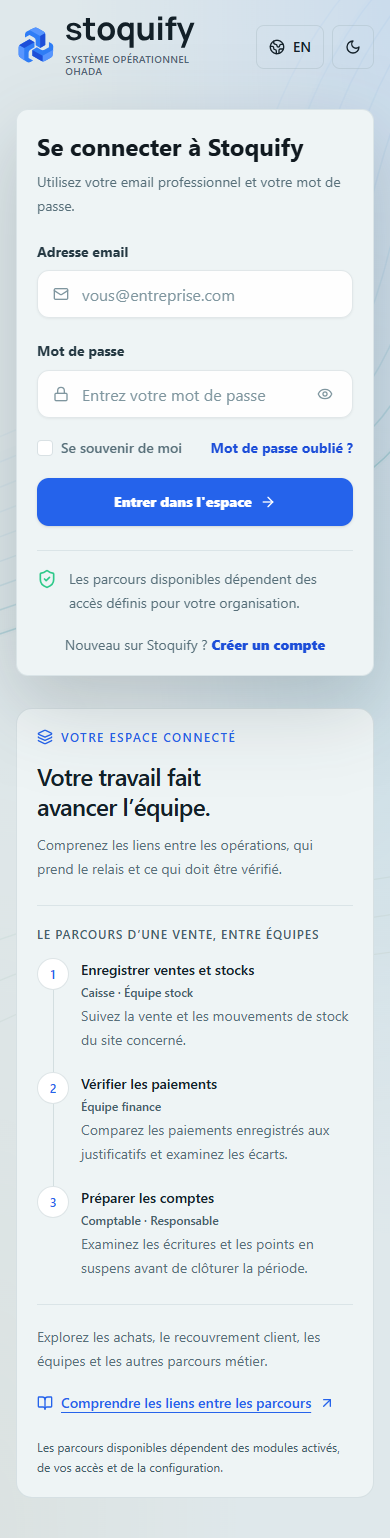 stoquify
SYSTÈME OPÉRATIONNEL
OHADA
EN
Se connecter à Stoquify
Utilisez votre email professionnel et votre mot de
passe.
Adresse email
vous@entreprise.com
Mot de passe
Entrez votre mot de passe
Se souvenir de moi
Mot de passe oublié ?
Entrer dans l'espace
Les parcours disponibles dépendent des
accès définis pour votre organisation.
Nouveau sur Stoquify ? Créer un compte
VOTRE ESPACE CONNECTÉ
Votre travail fait
avancer l’équipe.
Comprenez les liens entre les opérations, qui
prend le relais et ce qui doit être vérifié.
LE PARCOURS D’UNE VENTE, ENTRE ÉQUIPES
1
Enregistrer ventes et stocks
Caisse · Équipe stock
Suivez la vente et les mouvements de stock
du site concerné.
2
Vérifier les paiements
Équipe finance
Comparez les paiements enregistrés aux
justificatifs et examinez les écarts.
3
Préparer les comptes
Comptable · Responsable
Examinez les écritures et les points en
suspens avant de clôturer la période.
Explorez les achats, le recouvrement client, les
équipes et les autres parcours métier.
Comprendre les liens entre les parcours
Les parcours disponibles dépendent des modules activés,
de vos accès et de la configuration.